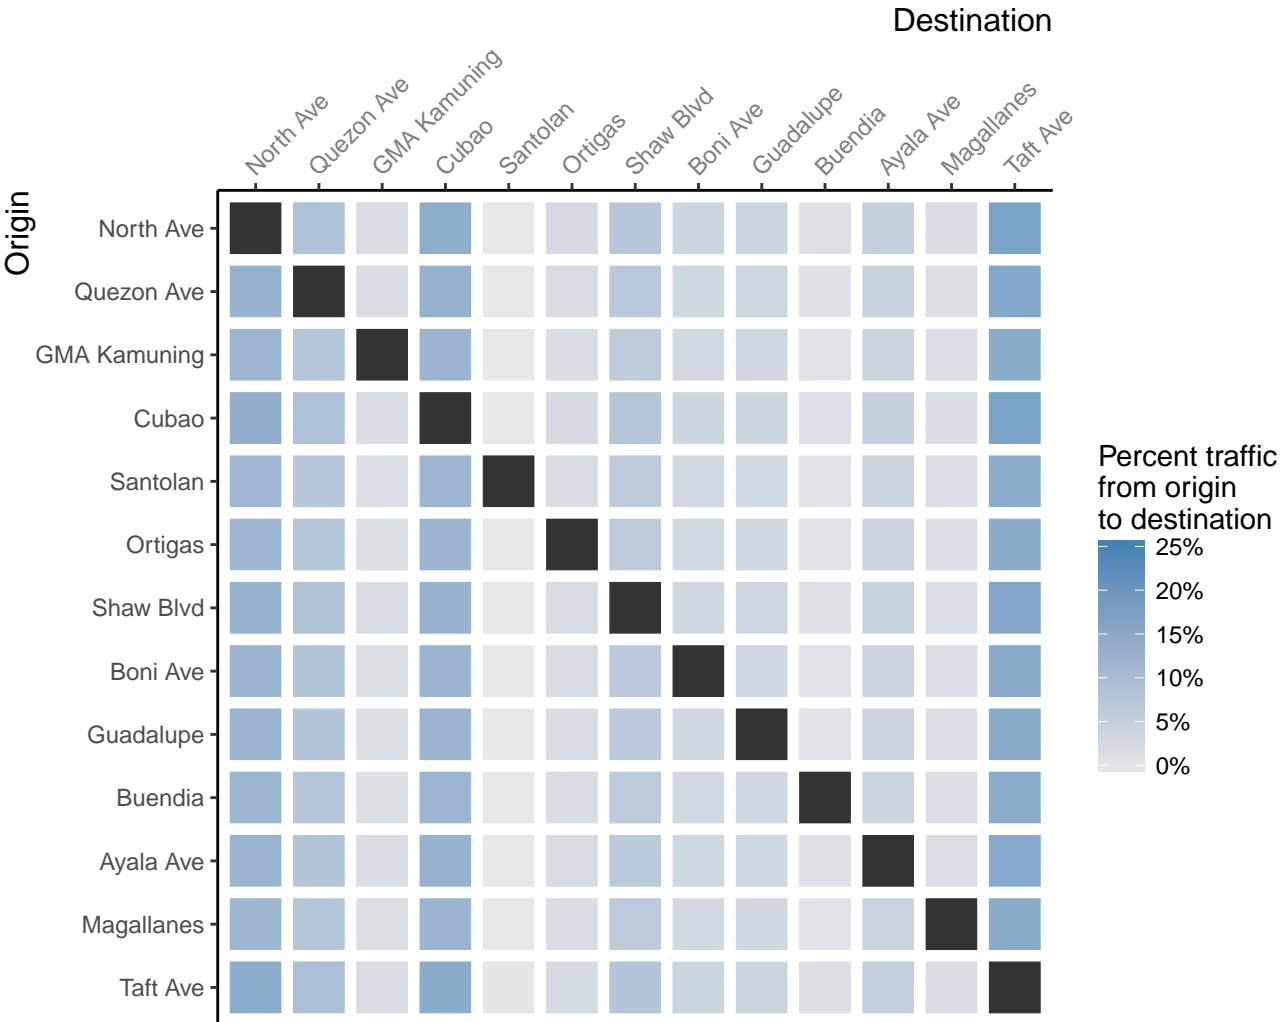 Destination
North Ave
Quezon Ave
GMA Kamuning
Cubao
Santolan
Ortigas
Shaw Blvd
Boni Ave
Guadalupe
Buendia
Ayala Ave
Magallanes
Taft Ave
Origin
North Ave
Quezon Ave
GMA Kamuning
Cubao
Santolan
Ortigas
Shaw Blvd
Boni Ave
Guadalupe
Buendia
Ayala Ave
Magallanes
Taft Ave
Percent traffic
from origin
to destination
25%
20%
15%
10%
5%
0%